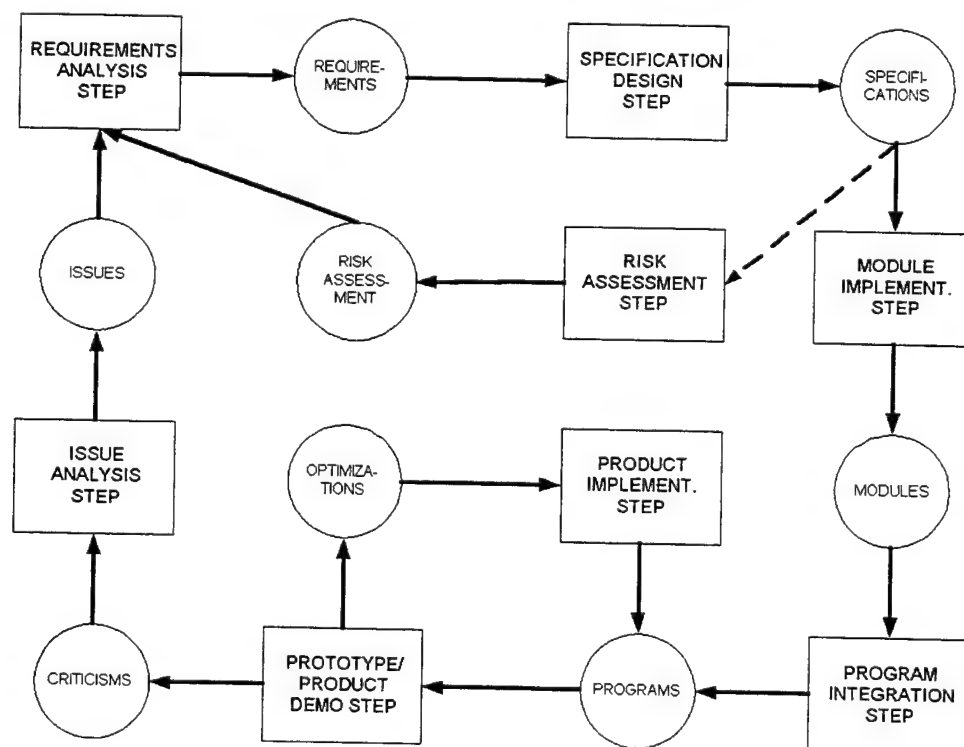 REQUIREMENTS
ANALYSIS
STEP
REQUIRE-
MENTS
SPECIFICATION
DESIGN
STEP
SPECIFI-
CATIONS
ISSUES
RISK
ASSESS-
MENT
RISK
ASSESSMENT
STEP
MODULE
IMPLEMENT.
STEP
ISSUE
ANALYSIS
STEP
OPTIMIZA-
TIONS
PRODUCT
IMPLEMENT.
STEP
MODULES
CRITICISMS
PROTOTYPE/
PRODUCT
DEMO STEP
PROGRAMS
PROGRAM
INTEGRATION
STEP